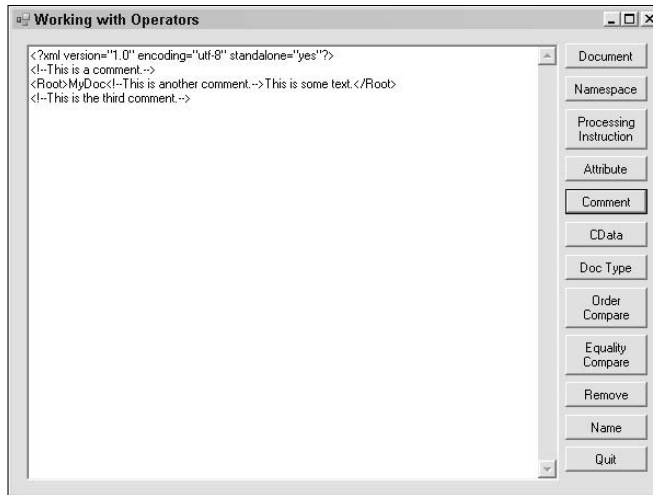 Working with Operators
<?xml version="1.0" encoding="utf-8" standalone="yes"?>
<!--This is a comment.-->
<Root>MyDoc<!--This is another comment.-->This is some text.</Root>
<!--This is the third comment.-->
Document
Namespace
Processing
Instruction
Attribute
Comment
CData
Doc Type
Order
Compare
Equality
Compare
Remove
Name
Quit